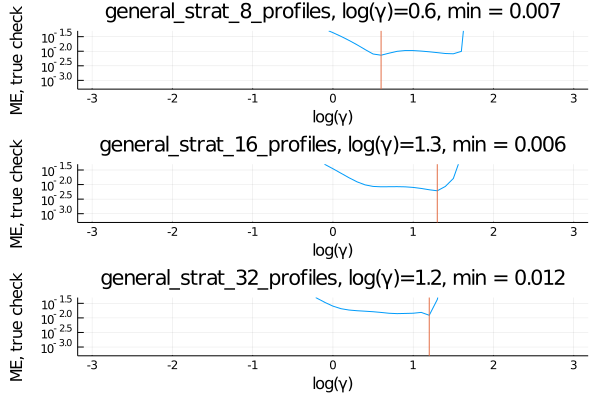 general_strat_8_profiles, log(γ)=0.6, min = 0.007
ME, true check
10^-1.5
10^-2.0
10^-2.5
10^-3.0
-3 -2 -1 0 1 2 3
log(γ)
general_strat_16_profiles, log(γ)=1.3, min = 0.006
ME, true check
10^-1.5
10^-2.0
10^-2.5
10^-3.0
-3 -2 -1 0 1 2 3
log(γ)
general_strat_32_profiles, log(γ)=1.2, min = 0.012
ME, true check
10^-1.5
10^-2.0
10^-2.5
10^-3.0
-3 -2 -1 0 1 2 3
log(γ)